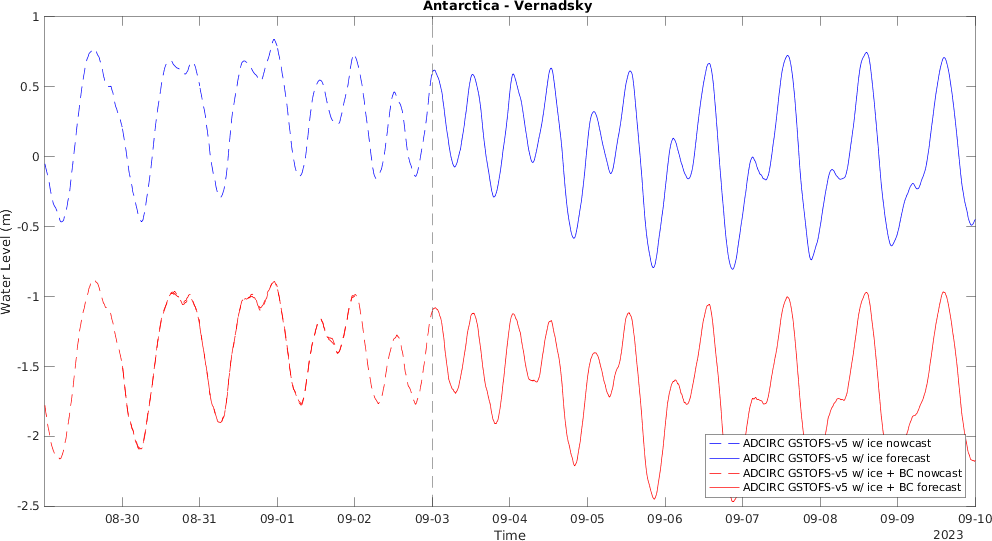 Antarctica - Vernadsky
Water Level (m)
1
0.5
0
-0.5
-1
-1.5
-2
-2.5
ADCIRC GSTOFS-v5 w/ ice nowcast
ADCIRC GSTOFS-v5 w/ ice forecast
ADCIRC GSTOFS-v5 w/ ice + BC nowcast
ADCIRC GSTOFS-v5 w/ ice + BC forecast
08-30 08-31 09-01 09-02 09-03 09-04 09-05 09-06 09-07 09-08 09-09 09-10
Time
2023